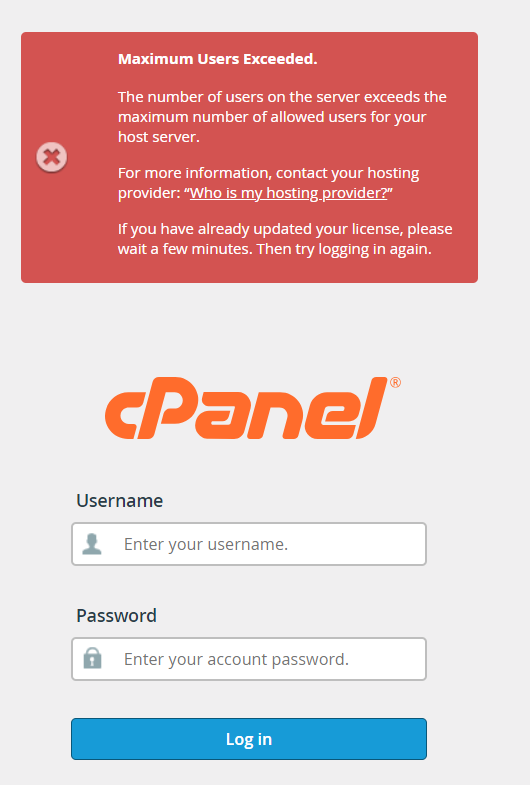 Maximum Users Exceeded.
The number of users on the server exceeds the
maximum number of allowed users for your
host server.
For more information, contact your hosting
provider: “Who is my hosting provider?”
If you have already updated your license, please
wait a few minutes. Then try logging in again.
cPanel®
Username
Enter your username.
Password
Enter your account password.
Log in